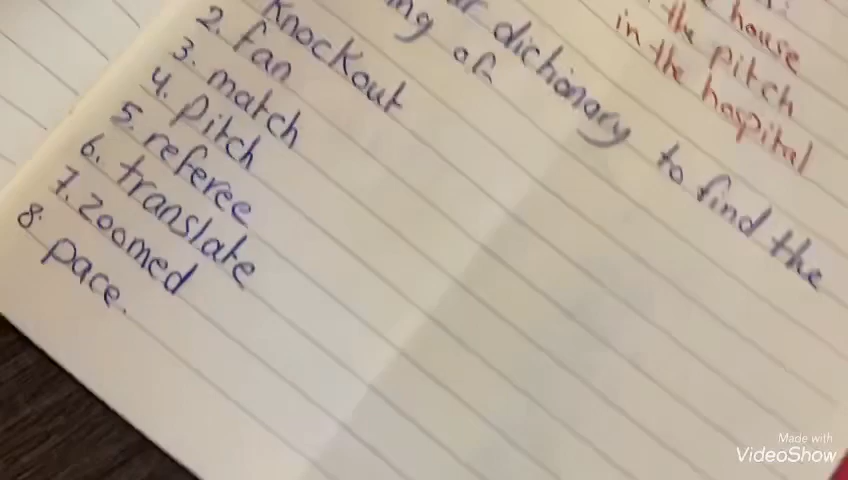 house
the pitch
in the hospital
dichonary to find the
ng of
Knockout
2. fan
3. match
4. Pitch
5. referee
6. translate
7. zoomed
8. pace.
Made with
VideoShow